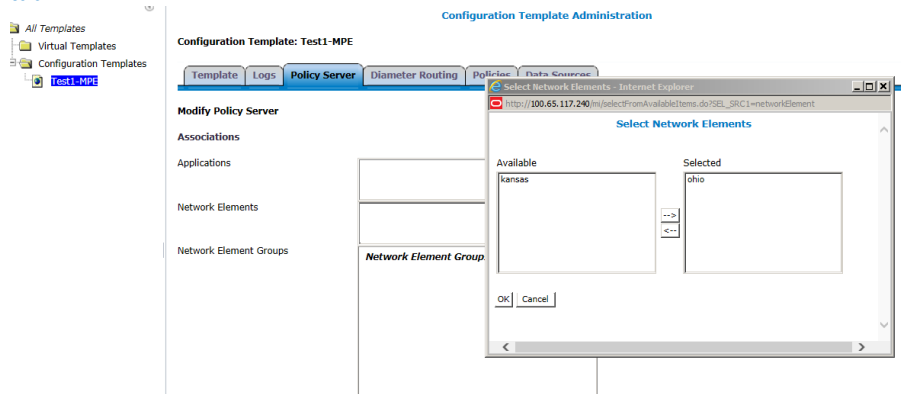 Configuration Template Administration
All Templates
Virtual Templates
Configuration Templates
Test1-MPE
Configuration Template: Test1-MPE
Template Logs Policy Server Diameter Routing Policies Data Sources
Modify Policy Server
Associations
Applications
Network Elements
Network Element Groups
Network Element Group
Select Network Elements - Internet Explorer
http://100.65.117.240/mi/selectFromAvailableItems.do?SEL_SRC1=networkElement
Select Network Elements
Available Selected
kansas ohio
-->
<--
OK Cancel